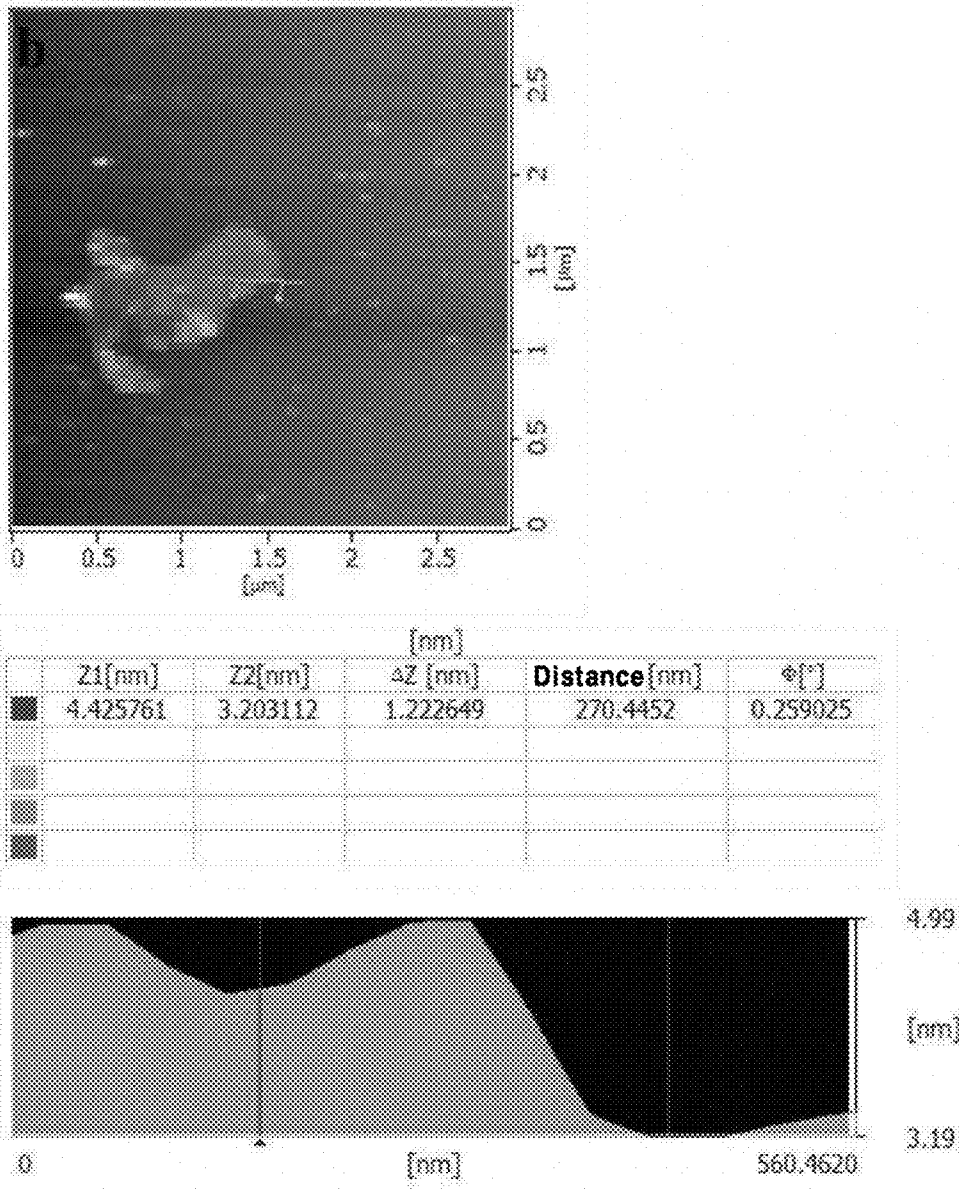 b
2.5
2
1.5
[µm]
1
0.5
0
0 0.5 1 1.5 2 2.5
[µm]
[nm]
Z1[nm] Z2[nm] ΔZ [nm] Distance[nm] Φ[°]
4.425761 3.203112 1.222649 270.4452 0.259025
4.99
[nm]
3.19
0 [nm] 560.4620